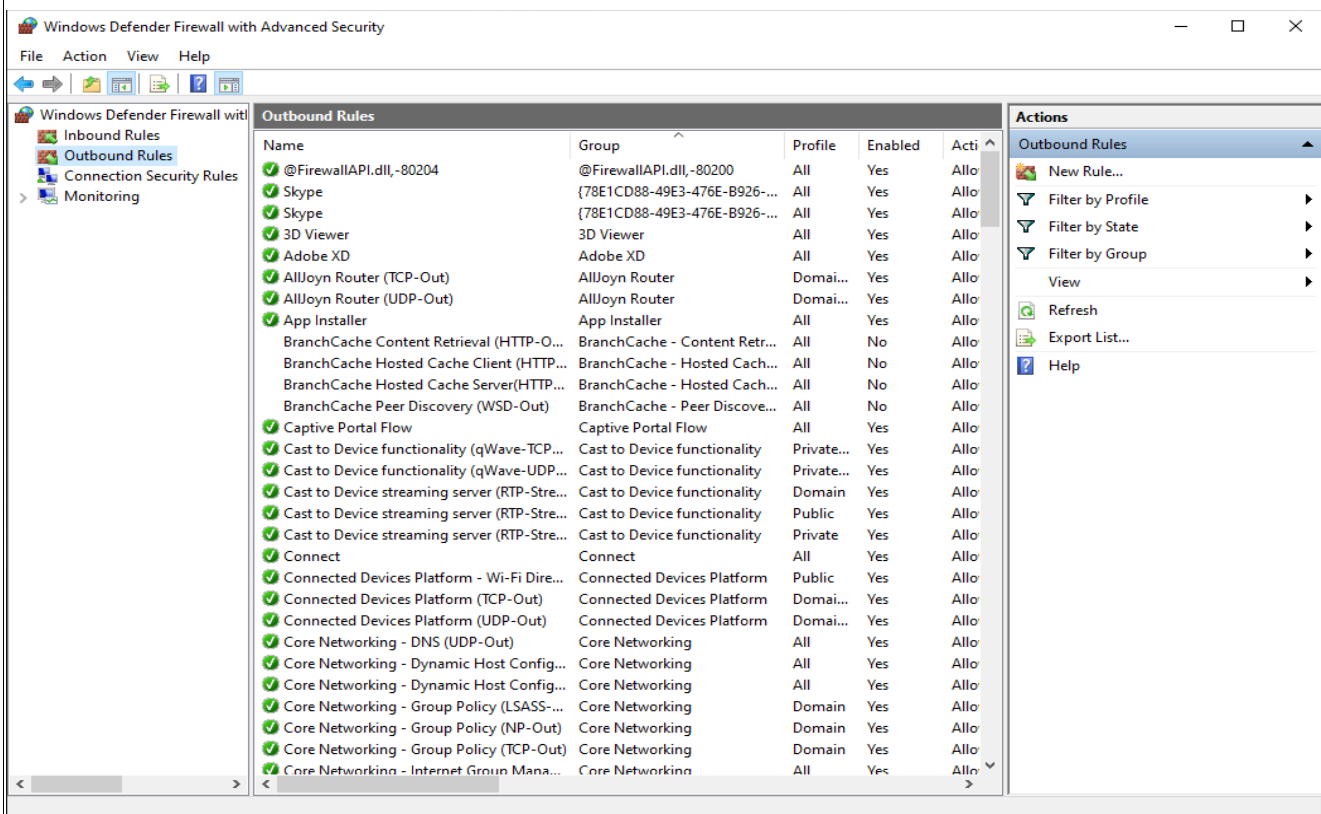 Windows Defender Firewall with Advanced Security
File Action View Help
Windows Defender Firewall witl
Inbound Rules
Outbound Rules
Connection Security Rules
Monitoring
Outbound Rules
Name Group Profile Enabled Acti
@FirewallAPI.dll,-80204 @FirewallAPI.dll,-80200 All Yes Allo
Skype {78E1CD88-49E3-476E-B926-... All Yes Allo
Skype {78E1CD88-49E3-476E-B926-... All Yes Allo
3D Viewer 3D Viewer All Yes Allo
Adobe XD Adobe XD All Yes Allo
AllJoyn Router (TCP-Out) AllJoyn Router Domai... Yes Allo
AllJoyn Router (UDP-Out) AllJoyn Router Domai... Yes Allo
App Installer App Installer All Yes Allo
BranchCache Content Retrieval (HTTP-O... BranchCache - Content Retr... All No Allo
BranchCache Hosted Cache Client (HTTP... BranchCache - Hosted Cach... All No Allo
BranchCache Hosted Cache Server(HTTP... BranchCache - Hosted Cach... All No Allo
BranchCache Peer Discovery (WSD-Out) BranchCache - Peer Discove... All No Allo
Captive Portal Flow Captive Portal Flow All Yes Allo
Cast to Device functionality (qWave-TCP... Cast to Device functionality Private... Yes Allo
Cast to Device functionality (qWave-UDP... Cast to Device functionality Private... Yes Allo
Cast to Device streaming server (RTP-Stre... Cast to Device functionality Domain Yes Allo
Cast to Device streaming server (RTP-Stre... Cast to Device functionality Public Yes Allo
Cast to Device streaming server (RTP-Stre... Cast to Device functionality Private Yes Allo
Connect Connect All Yes Allo
Connected Devices Platform - Wi-Fi Dire... Connected Devices Platform Public Yes Allo
Connected Devices Platform (TCP-Out) Connected Devices Platform Domai... Yes Allo
Connected Devices Platform (UDP-Out) Connected Devices Platform Domai... Yes Allo
Core Networking - DNS (UDP-Out) Core Networking All Yes Allo
Core Networking - Dynamic Host Config... Core Networking All Yes Allo
Core Networking - Dynamic Host Config... Core Networking All Yes Allo
Core Networking - Group Policy (LSASS-... Core Networking Domain Yes Allo
Core Networking - Group Policy (NP-Out) Core Networking Domain Yes Allo
Core Networking - Group Policy (TCP-Out) Core Networking Domain Yes Allo
Core Networking - Internet Group Mana... Core Networking All Yes Allo
Actions
Outbound Rules
New Rule...
Filter by Profile
Filter by State
Filter by Group
View
Refresh
Export List...
Help